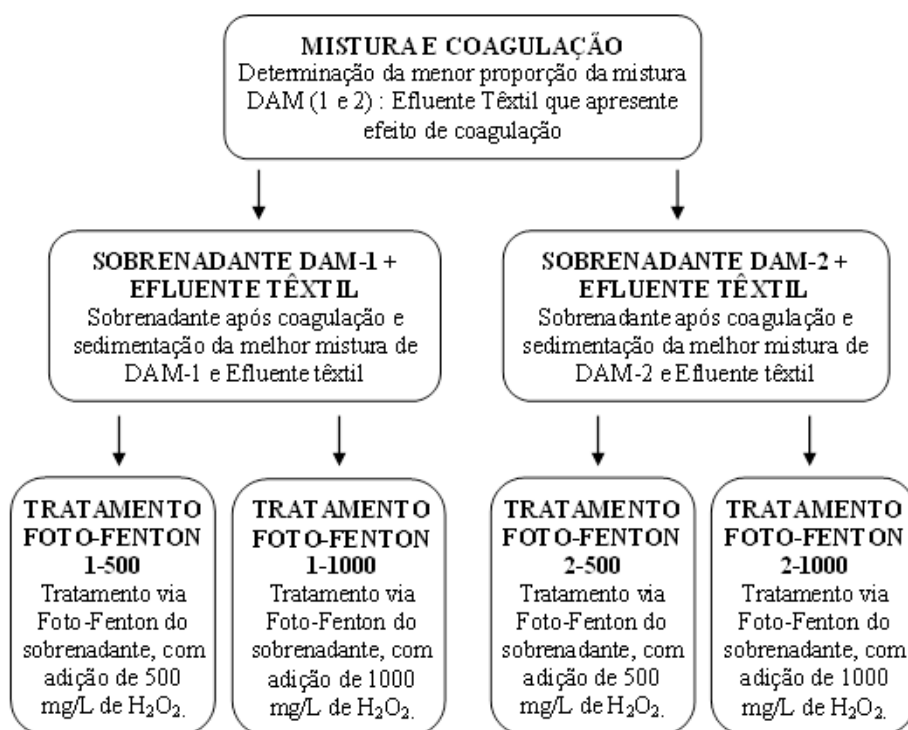 MISTURA E COAGULAÇÃO
Determinação da menor proporção da mistura
DAM (1 e 2) : Efluente Têxtil que apresente
efeito de coagulação
SOBRENADANTE DAM-1 +
EFLUENTE TÊXTIL
Sobrenadante após coagulação e
sedimentação da melhor mistura de
DAM-1 e Efluente têxtil
SOBRENADANTE DAM-2 +
EFLUENTE TÊXTIL
Sobrenadante após coagulação e
sedimentação da melhor mistura de
DAM-2 e Efluente têxtil
TRATAMENTO
FOTO-FENTON
1-500
Tratamento via
Foto-Fenton do
sobrenadante, com
adição de 500
mg/L de H₂O₂.
TRATAMENTO
FOTO-FENTON
1-1000
Tratamento via
Foto-Fenton do
sobrenadante, com
adição de 1000
mg/L de H₂O₂.
TRATAMENTO
FOTO-FENTON
2-500
Tratamento via
Foto-Fenton do
sobrenadante, com
adição de 500
mg/L de H₂O₂.
TRATAMENTO
FOTO-FENTON
2-1000
Tratamento via
Foto-Fenton do
sobrenadante, com
adição de 1000
mg/L de H₂O₂.